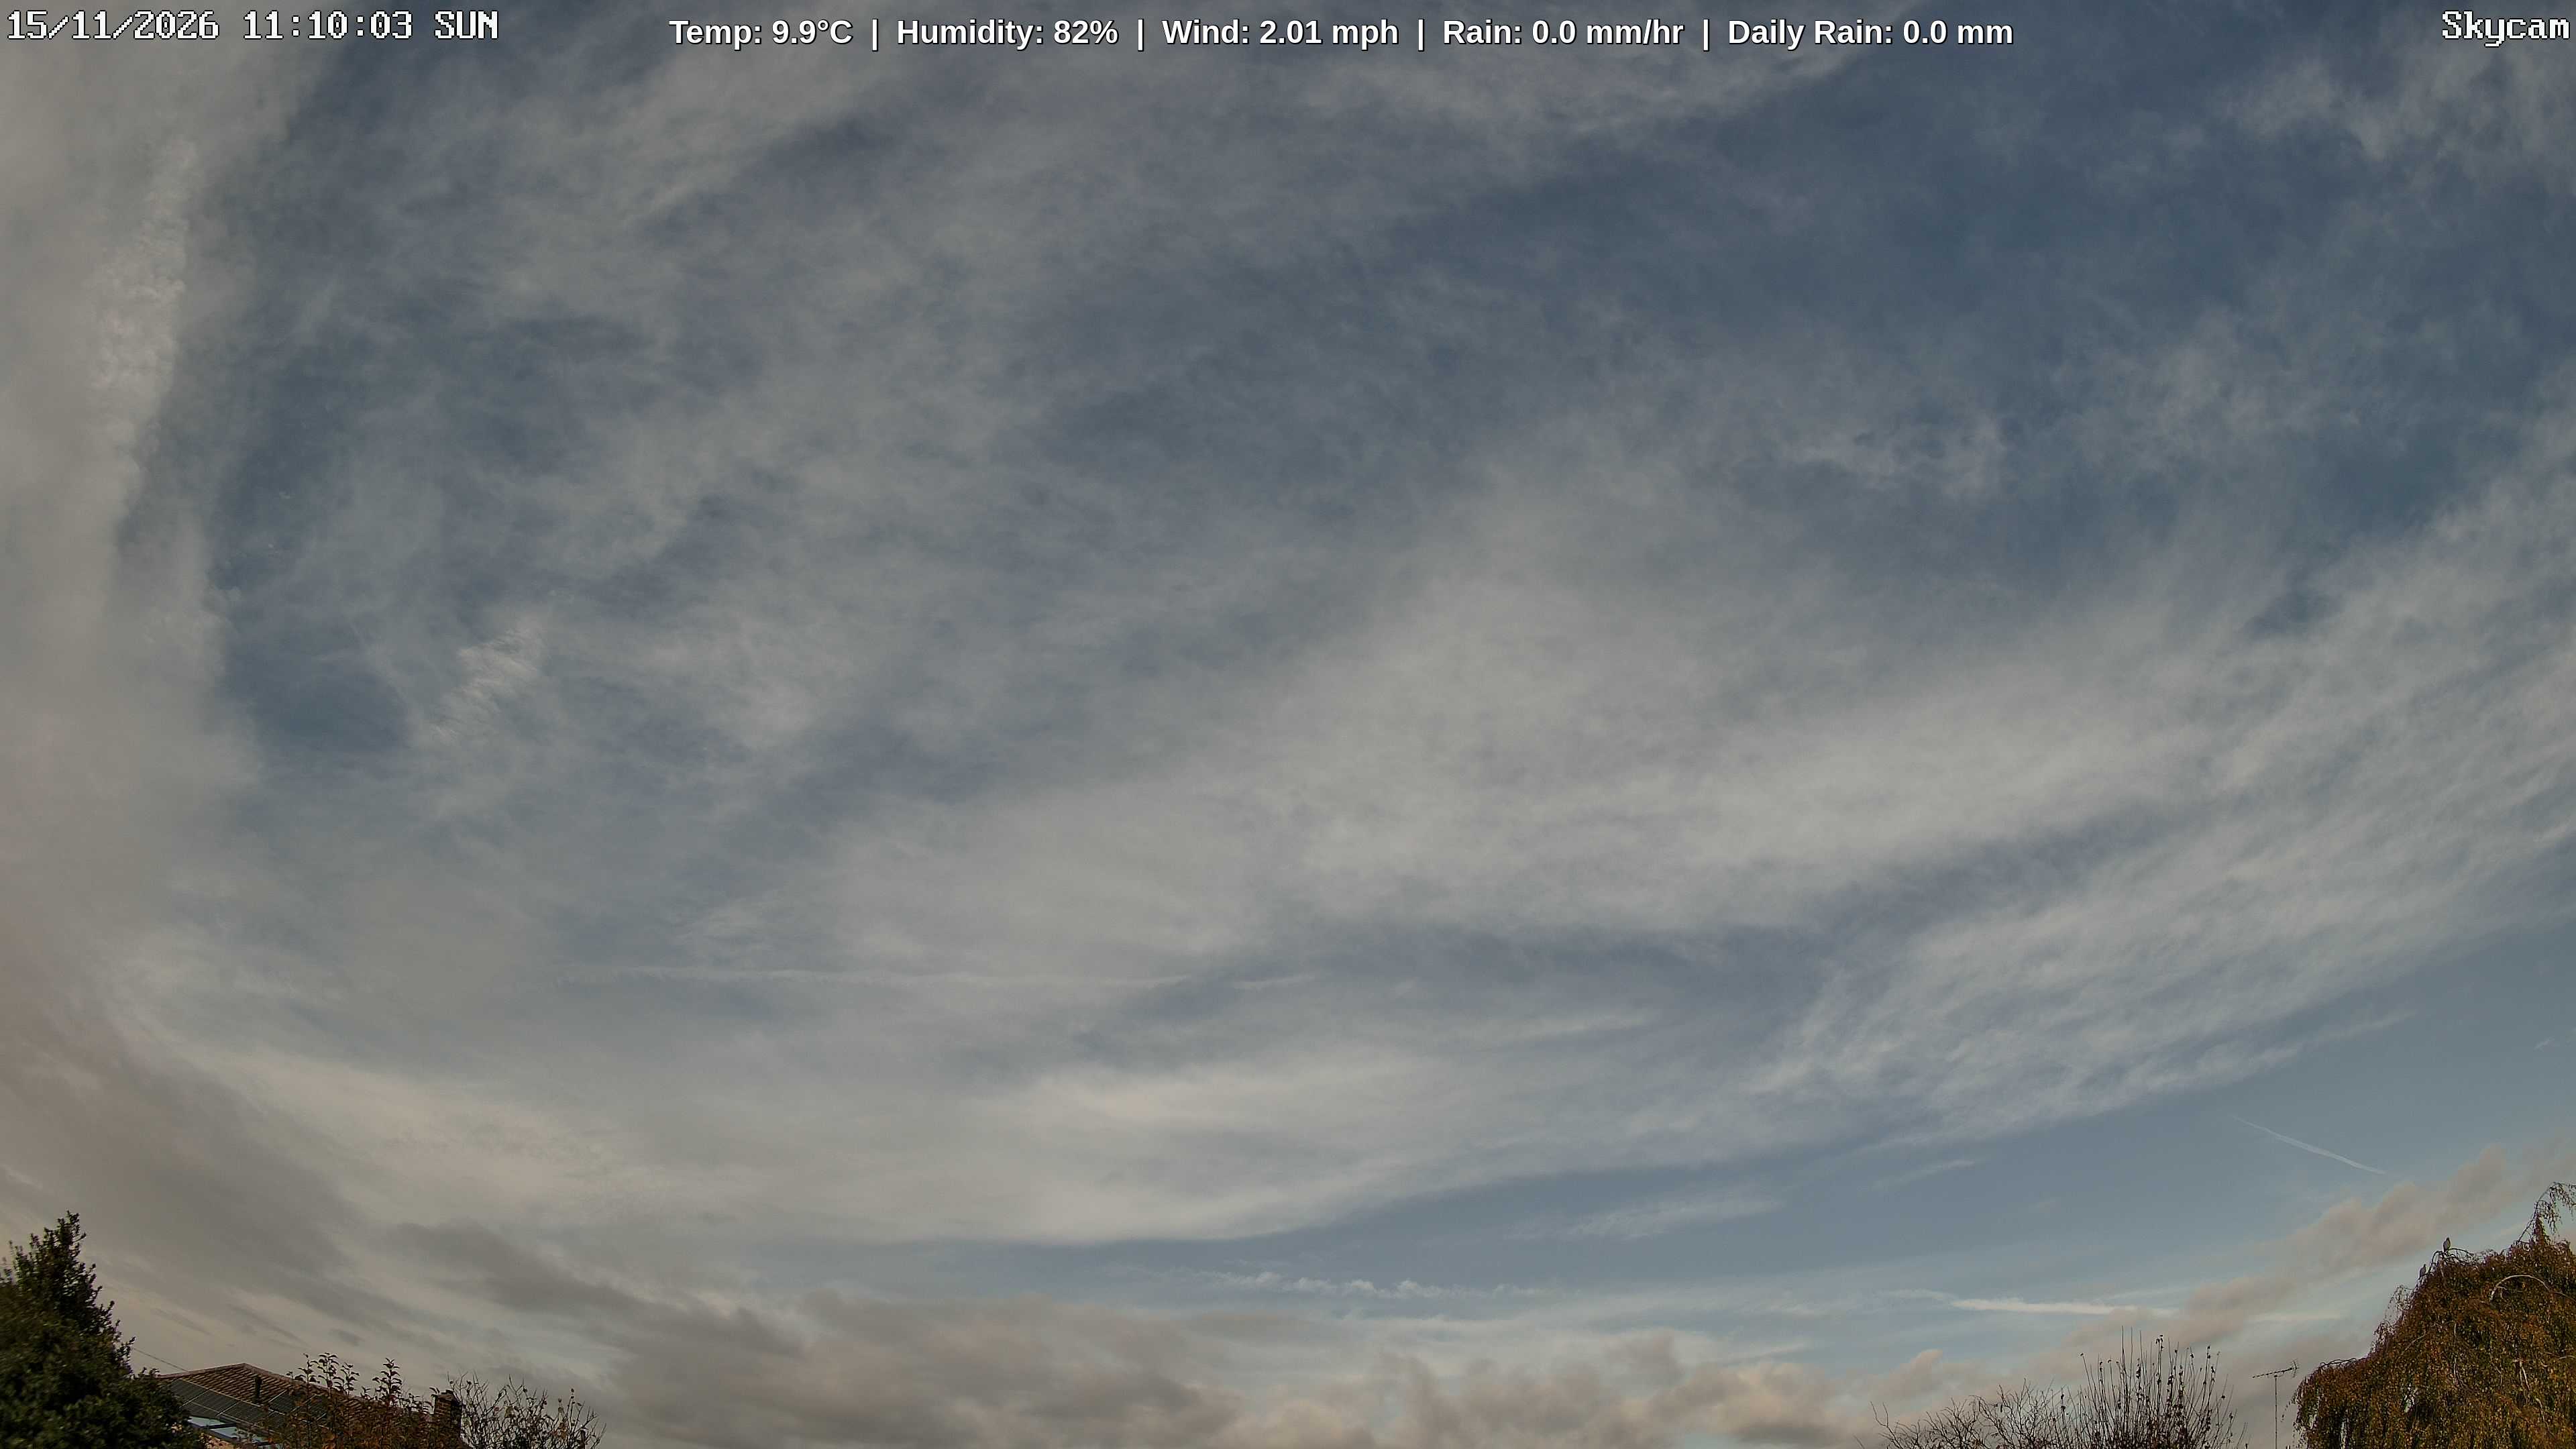 15/11/2026 11:10:03 SUN
Temp: 9.9°C | Humidity: 82% | Wind: 2.01 mph | Rain: 0.0 mm/hr | Daily Rain: 0.0 mm
Skycam